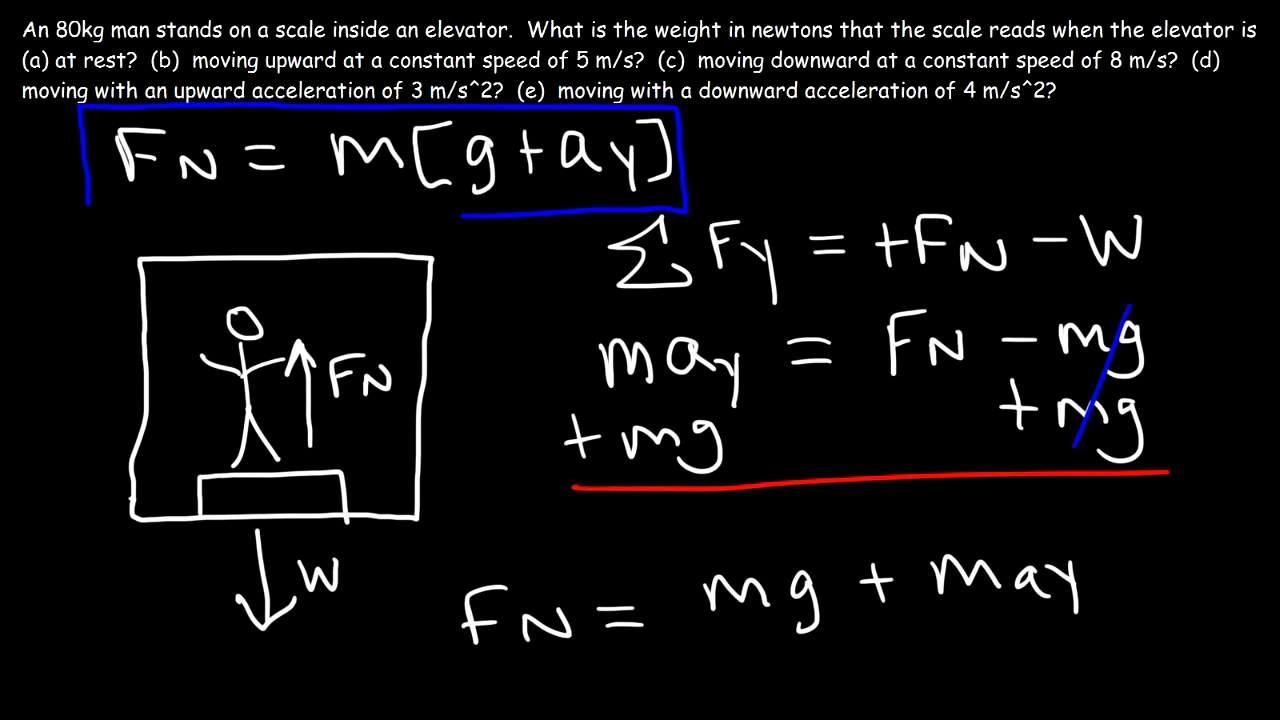 An 80kg man stands on a scale inside an elevator. What is the weight in newtons that the scale reads when the elevator is
(a) at rest? (b) moving upward at a constant speed of 5 m/s? (c) moving downward at a constant speed of 8 m/s? (d)
moving with an upward acceleration of 3 m/s^2? (e) moving with a downward acceleration of 4 m/s^2?
FN = m[g+ay]
ΣFy = +FN - W
may = FN - mg
+mg +mg
FN
W
FN = mg + may